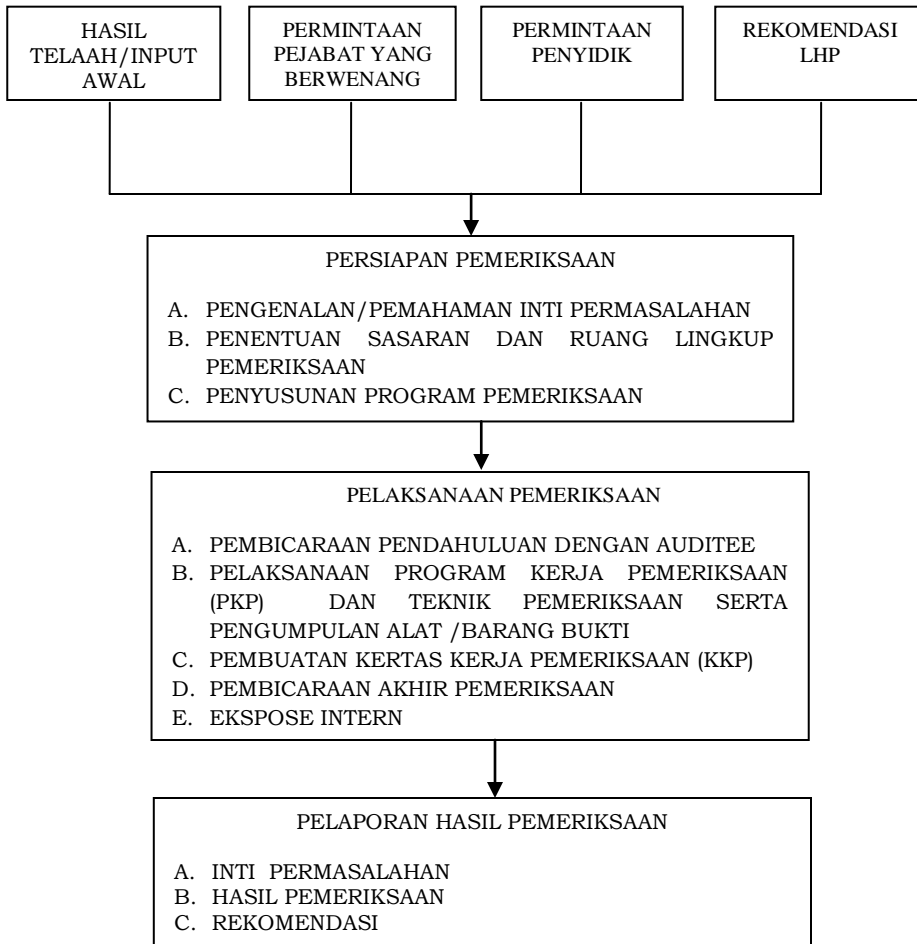 HASIL
TELAAH/INPUT
AWAL
PERMINTAAN
PEJABAT YANG
BERWENANG
PERMINTAAN
PENYIDIK
REKOMENDASI
LHP
PERSIAPAN PEMERIKSAAN
A. PENGENALAN/PEMAHAMAN INTI PERMASALAHAN
B. PENENTUAN SASARAN DAN RUANG LINGKUP
PEMERIKSAAN
C. PENYUSUNAN PROGRAM PEMERIKSAAN
PELAKSANAAN PEMERIKSAAN
A. PEMBICARAAN PENDAHULUAN DENGAN AUDITEE
B. PELAKSANAAN PROGRAM KERJA PEMERIKSAAN
(PKP) DAN TEKNIK PEMERIKSAAN SERTA
PENGUMPULAN ALAT /BARANG BUKTI
C. PEMBUATAN KERTAS KERJA PEMERIKSAAN (KKP)
D. PEMBICARAAN AKHIR PEMERIKSAAN
E. EKSPOSE INTERN
PELAPORAN HASIL PEMERIKSAAN
A. INTI PERMASALAHAN
B. HASIL PEMERIKSAAN
C. REKOMENDASI